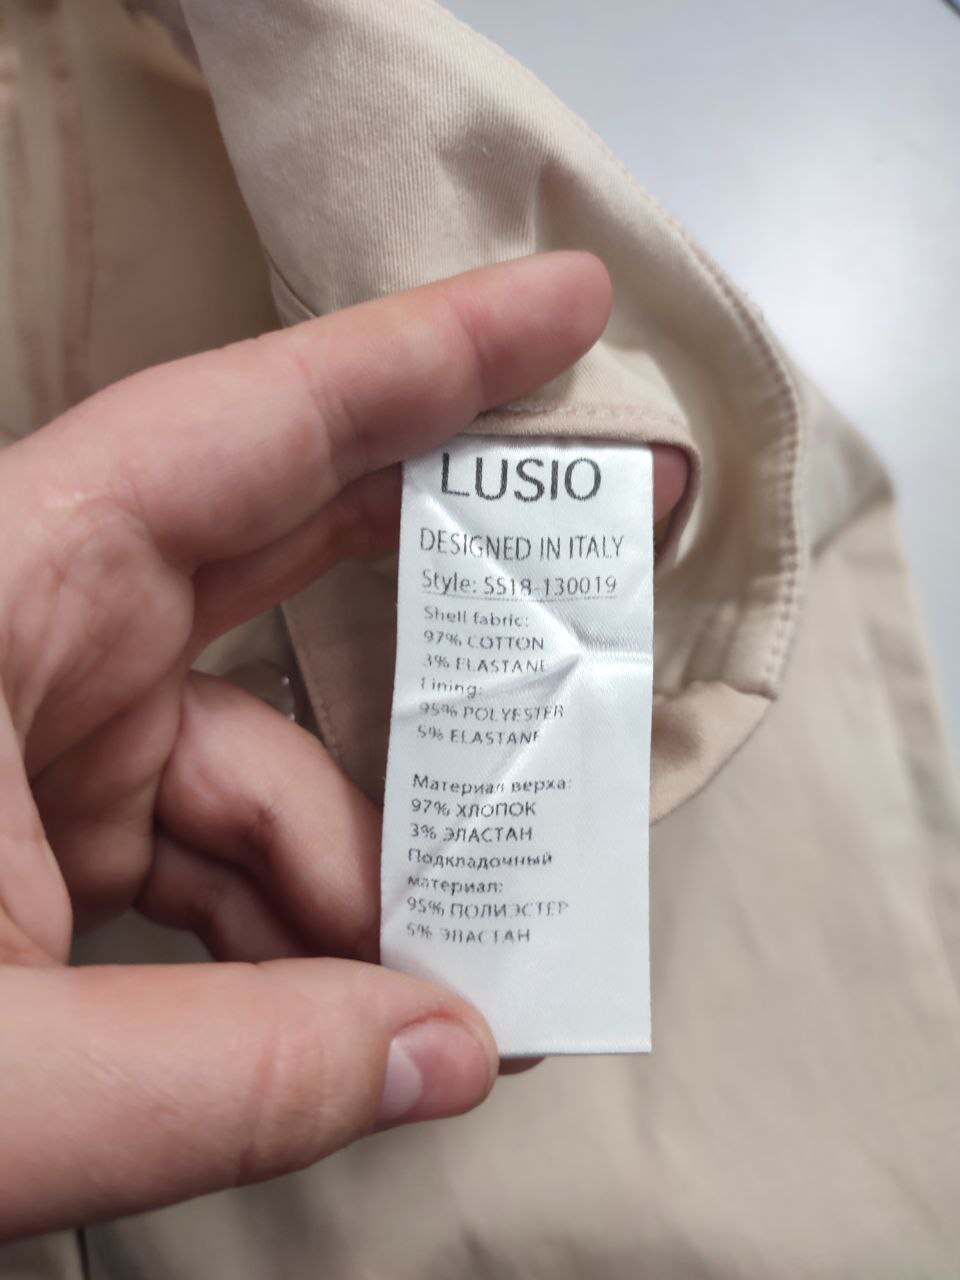 LUSIO
DESIGNED IN ITALY
Style: SS18-130019
Shell fabric:
97% COTTON
3% ELASTANE
Lining:
95% POLYESTER
5% ELASTANE
Материал верха:
97% ХЛОПОК
3% ЭЛАСТАН
Подкладочный
материал:
95% ПОЛИЭСТЕР
5% ЭЛАСТАН